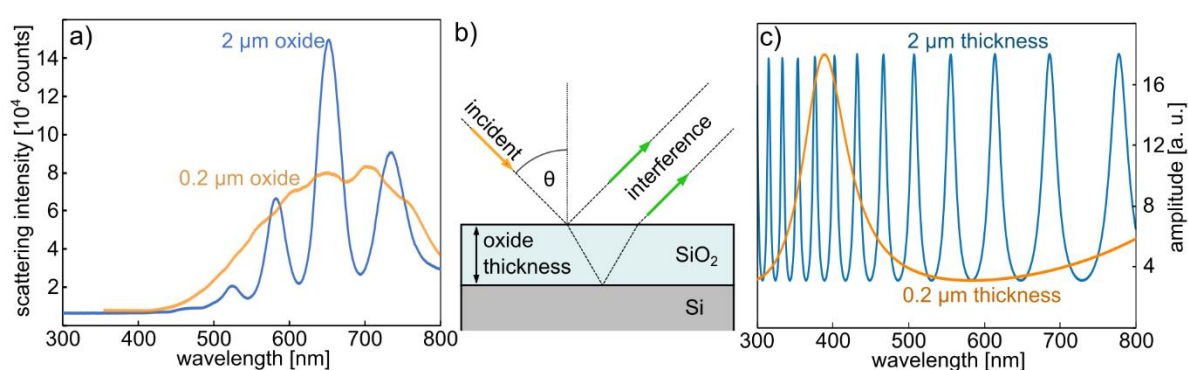 a)
2 µm oxide
0.2 µm oxide
scattering intensity [10⁴ counts]
14
12
10
8
6
4
2
300 400 500 600 700 800
wavelength [nm]
b)
incident
θ
interference
oxide
thickness
SiO₂
Si
c)
2 µm thickness
0.2 µm thickness
16
12
8
4
amplitude [a. u.]
300 400 500 600 700 800
wavelength [nm]